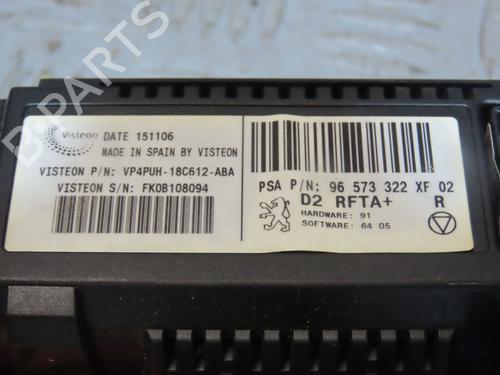 Visteon DATE 151106
MADE IN SPAIN BY VISTEON
VISTEON P/N: VP4PUH-18C612-ABA
VISTEON S/N: FK0B108094
PSA P/N: 96 573 322 XF 02
D2 RFTA+ R
HARDWARE: 91
SOFTWARE: 64 05
B-PARTS